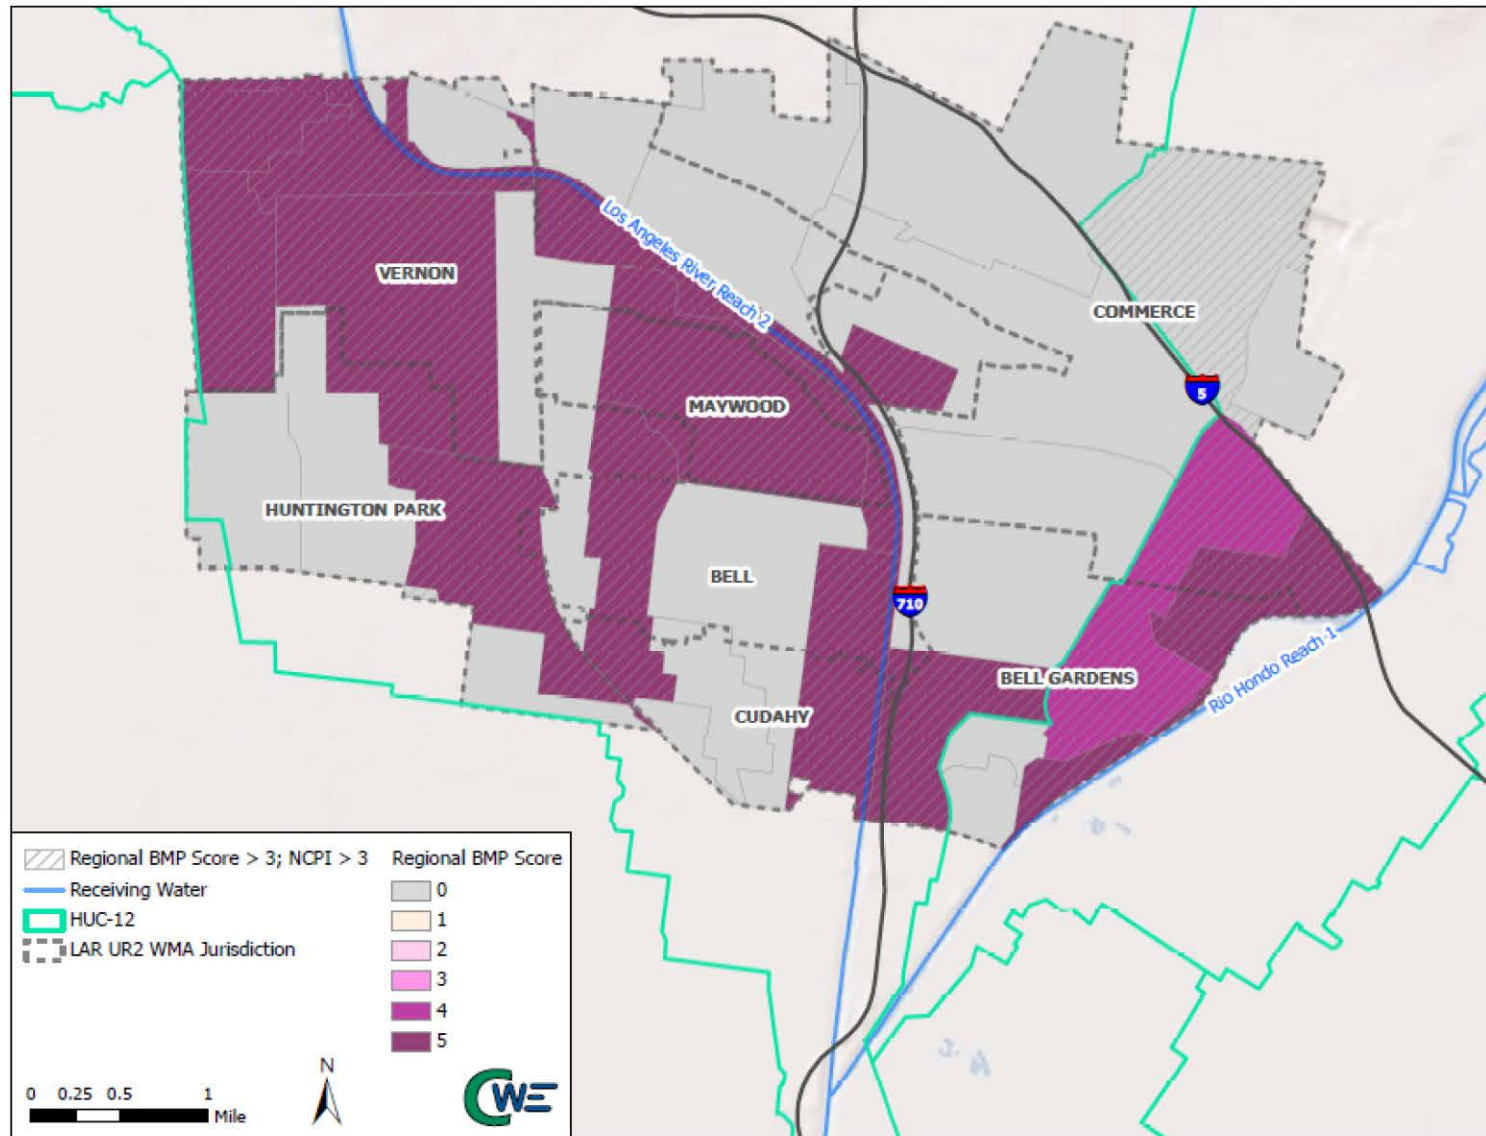 Los Angeles River Reach 2
VERNON
COMMERCE
5
MAYWOOD
HUNTINGTON PARK
BELL
710
BELL GARDENS
Rio Hondo Reach 1
CUDAHY
Regional BMP Score > 3; NCPI > 3
Receiving Water
HUC-12
LAR UR2 WMA Jurisdiction
Regional BMP Score
0
1
2
3
4
5
0 0.25 0.5 1
Mile
N
CWE